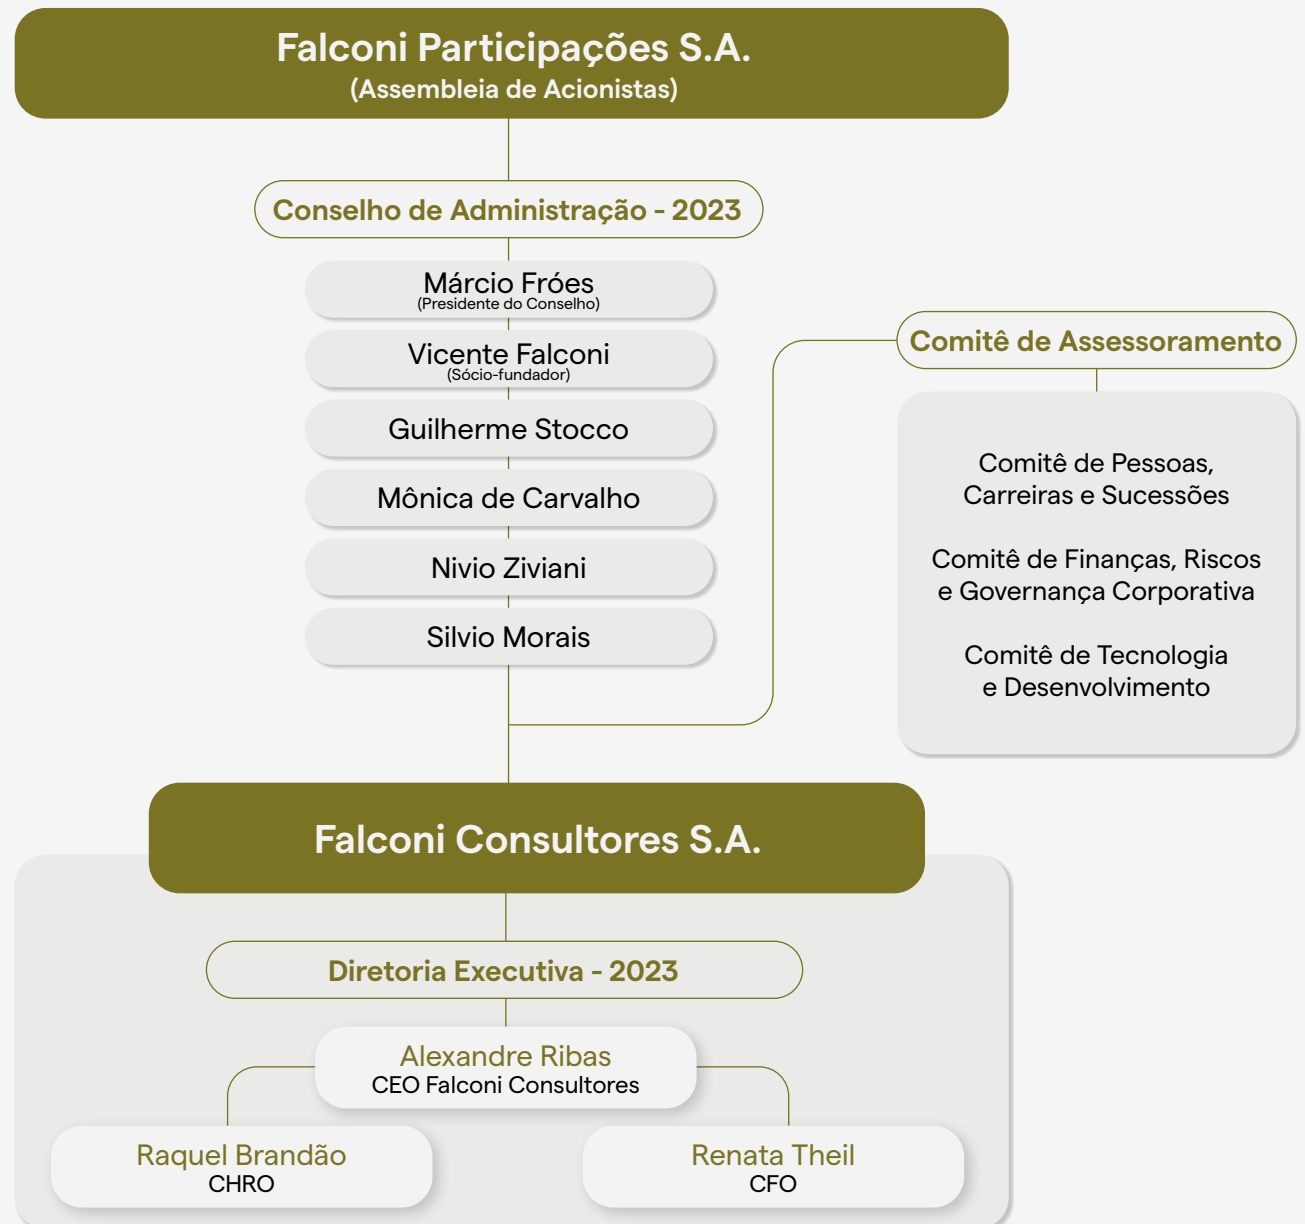 Falconi Participações S.A.
(Assembleia de Acionistas)
Conselho de Administração - 2023
Márcio Fróes
(Presidente do Conselho)
Vicente Falconi
(Sócio-fundador)
Guilherme Stocco
Mônica de Carvalho
Nivio Ziviani
Silvio Morais
Comitê de Assessoramento
Comitê de Pessoas,
Carreiras e Sucessões
Comitê de Finanças, Riscos
e Governança Corporativa
Comitê de Tecnologia
e Desenvolvimento
Falconi Consultores S.A.
Diretoria Executiva - 2023
Alexandre Ribas
CEO Falconi Consultores
Raquel Brandão
CHRO
Renata Theil
CFO